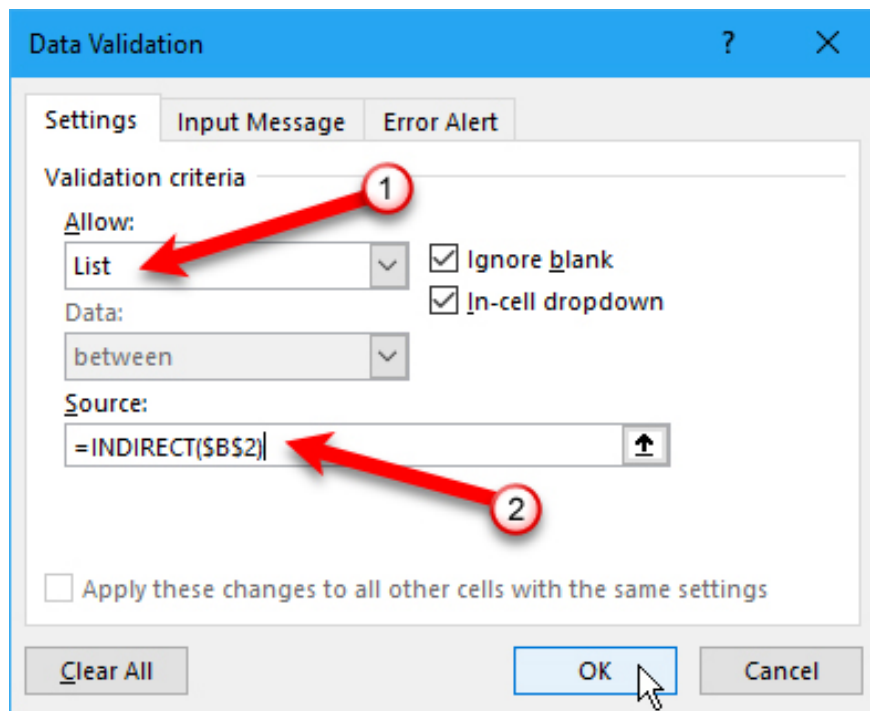 Data Validation ?
Settings Input Message Error Alert
Validation criteria
1
Allow:
List
Ignore blank
Data:
In-cell dropdown
between
Source:
=INDIRECT($B$2)
2
Apply these changes to all other cells with the same settings
Clear All OK Cancel